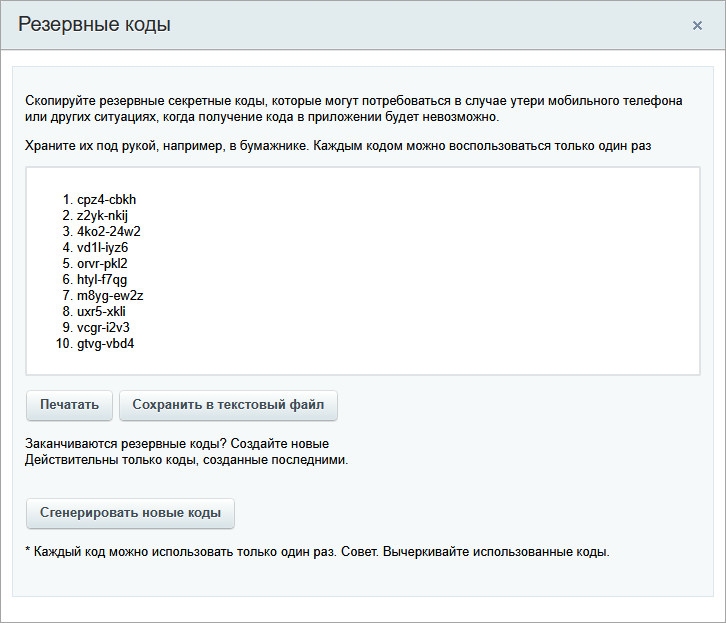 Резервные коды
Скопируйте резервные секретные коды, которые могут потребоваться в случае утери мобильного телефона
или других ситуациях, когда получение кода в приложении будет невозможно.
Храните их под рукой, например, в бумажнике. Каждым кодом можно воспользоваться только один раз
1. cpz4-cbkh
2. z2yk-nkij
3. 4ko2-24w2
4. vd1l-iyz6
5. orvr-pkl2
6. htyl-f7qg
7. m8yg-ew2z
8. uxr5-xkli
9. vcgr-i2v3
10. gtvg-vbd4
Печатать Сохранить в текстовый файл
Заканчиваются резервные коды? Создайте новые
Действительны только коды, созданные последними.
Сгенерировать новые коды
* Каждый код можно использовать только один раз. Совет. Вычеркивайте использованные коды.